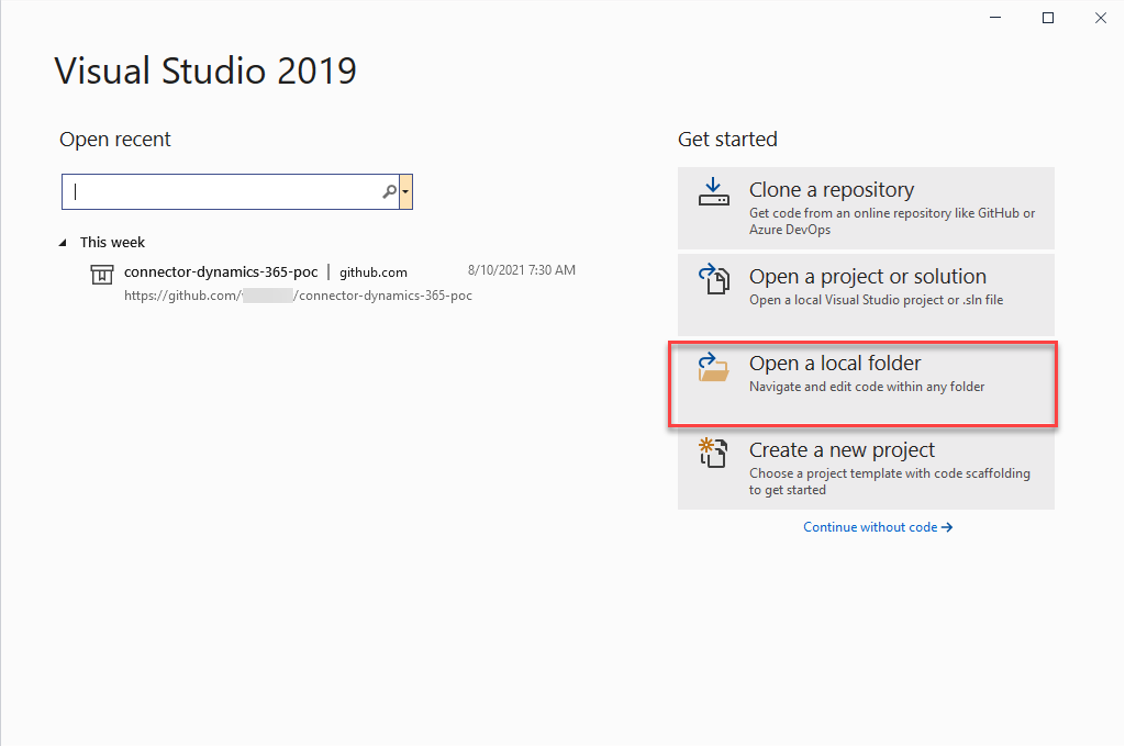 Visual Studio 2019
Open recent
This week
connector-dynamics-365-poc | github.com 8/10/2021 7:30 AM
https://github.com/ /connector-dynamics-365-poc
Get started
Clone a repository
Get code from an online repository like GitHub or
Azure DevOps
Open a project or solution
Open a local Visual Studio project or .sln file
Open a local folder
Navigate and edit code within any folder
Create a new project
Choose a project template with code scaffolding
to get started
Continue without code →